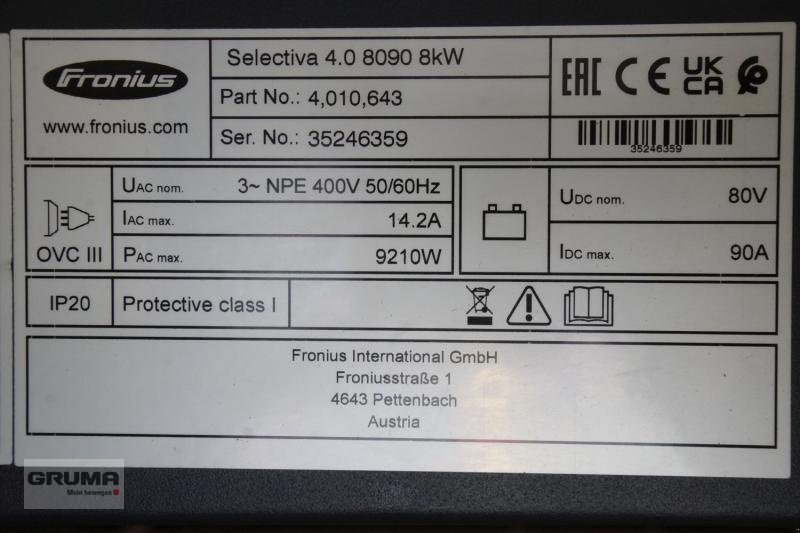 Fronius
www.fronius.com
Selectiva 4.0 8090 8kW
Part No.: 4,010,643
Ser. No.: 35246359
EAC CE UK CA
35246359
OVC III
UAC nom. 3~ NPE 400V 50/60Hz
IAC max. 14.2A
PAC max. 9210W
UDC nom. 80V
IDC max. 90A
IP20 Protective class I
Fronius International GmbH
Froniusstraße 1
4643 Pettenbach
Austria
GRUMA
Mehr bewegen